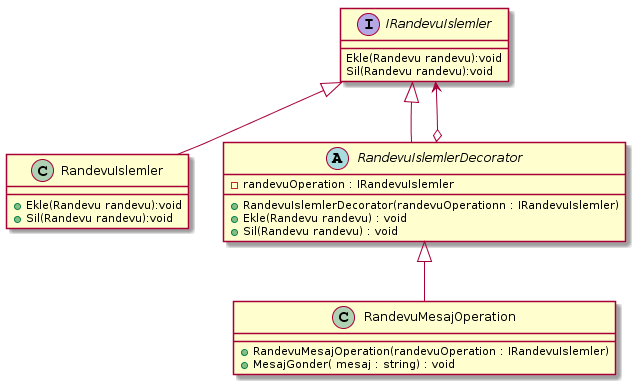 I IRandevuIslemler
Ekle(Randevu randevu):void
Sil(Randevu randevu):void
C RandevuIslemler
Ekle(Randevu randevu):void
Sil(Randevu randevu):void
A RandevuIslemlerDecorator
randevuOperation : IRandevuIslemler
RandevuIslemlerDecorator(randevuOperationn : IRandevuIslemler)
Ekle(Randevu randevu) : void
Sil(Randevu randevu) : void
C RandevuMesajOperation
RandevuMesajOperation(randevuOperation : IRandevuIslemler)
MesajGonder( mesaj : string) : void